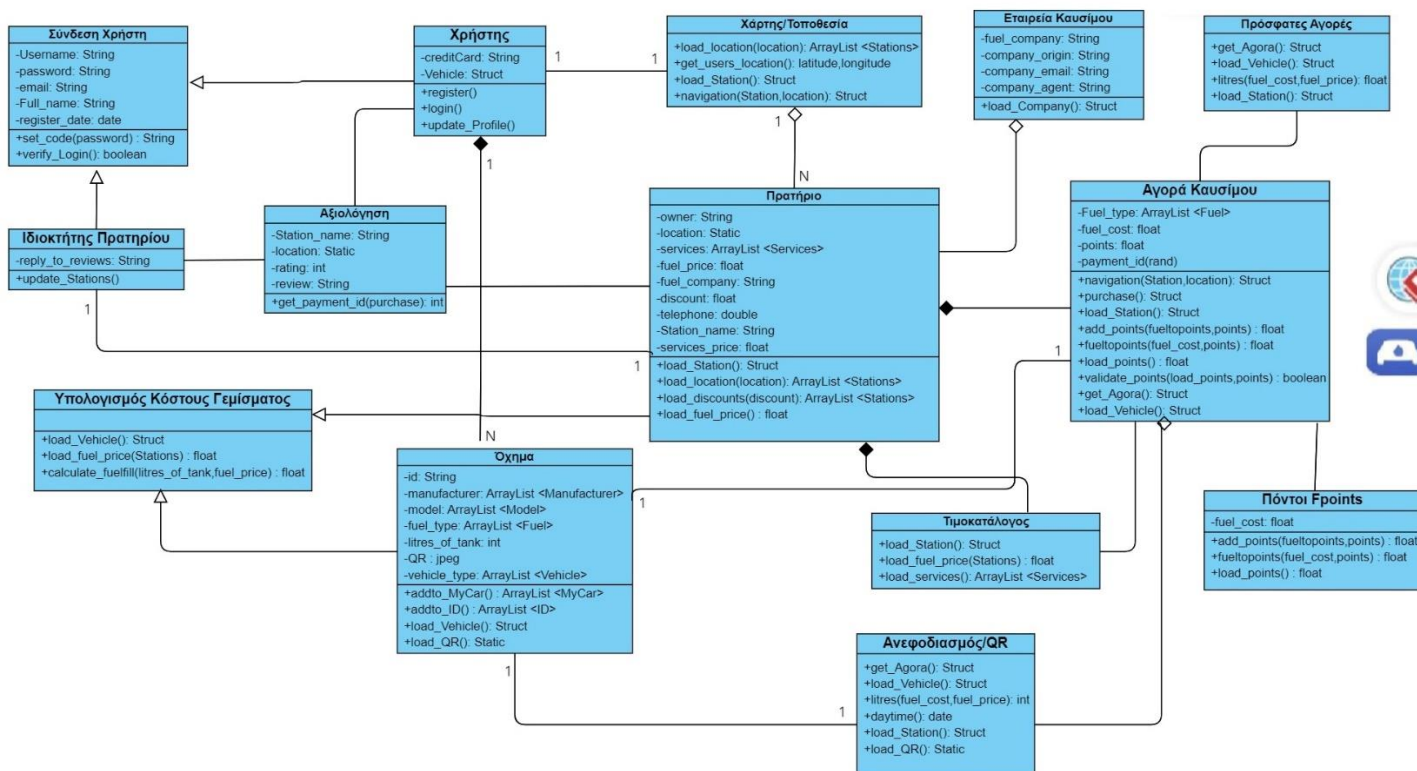 Σύνδεση Χρήστη
-Username: String
-password: String
-email: String
-Full_name: String
-register_date: date
+set_code(password) : String
+verify_Login(): boolean
Χρήστης
-creditCard: String
-Vehicle: Struct
+register()
+login()
+update_Profile()
1
1
1
Χάρτης/Τοποθεσία
+load_location(location): ArrayList <Stations>
+get_users_location(): latitude,longitude
+load_Station(): Struct
+navigation(Station,location): Struct
1
N
Εταιρεία Καυσίμου
-fuel_company: String
-company_origin: String
-company_email: String
-company_agent: String
+load_Company(): Struct
Πρόσφατες Αγορές
+get_Agora(): Struct
+load_Vehicle(): Struct
+litres(fuel_cost,fuel_price): float
+load_Station(): Struct
Ιδιοκτήτης Πρατηρίου
-reply_to_reviews: String
+update_Stations()
1
Αξιολόγηση
-Station_name: String
-location: Static
-rating: int
-review: String
+get_payment_id(purchase): int
Πρατήριο
-owner: String
-location: Static
-services: ArrayList <Services>
-fuel_price: float
-fuel_company: String
-discount: float
-telephone: double
-Station_name: String
-services_price: float
+load_Station(): Struct
+load_location(location): ArrayList <Stations>
+load_discounts(discount): ArrayList <Stations>
+load_fuel_price() : float
1
Αγορά Καυσίμου
-Fuel_type: ArrayList <Fuel>
-fuel_cost: float
-points: float
-payment_id(rand)
+navigation(Station,location): Struct
+purchase(): Struct
+load_Station(): Struct
+add_points(fueltopoints,points) : float
+fueltopoints(fuel_cost,points) : float
+load_points() : float
+validate_points(load_points,points) : boolean
+get_Agora(): Struct
+load_Vehicle(): Struct
1
Υπολογισμός Κόστους Γεμίσματος
+load_Vehicle(): Struct
+load_fuel_price(Stations) : float
+calculate_fuelfill(litres_of_tank,fuel_price) : float
N
Όχημα
-id: String
-manufacturer: ArrayList <Manufacturer>
-model: ArrayList <Model>
-fuel_type: ArrayList <Fuel>
-litres_of_tank: int
-QR : jpeg
-vehicle_type: ArrayList <Vehicle>
+addto_MyCar() : ArrayList <MyCar>
+addto_ID() : ArrayList <ID>
+load_Vehicle(): Struct
+load_QR(): Static
1
1
Τιμοκατάλογος
+load_Station(): Struct
+load_fuel_price(Stations) : float
+load_services(): ArrayList <Services>
Πόντοι Fpoints
-fuel_cost: float
+add_points(fueltopoints,points) : float
+fueltopoints(fuel_cost,points) : float
+load_points() : float
Ανεφοδιασμός/QR
+get_Agora(): Struct
+load_Vehicle(): Struct
+litres(fuel_cost,fuel_price): int
+daytime(): date
+load_Station(): Struct
+load_QR(): Static
1